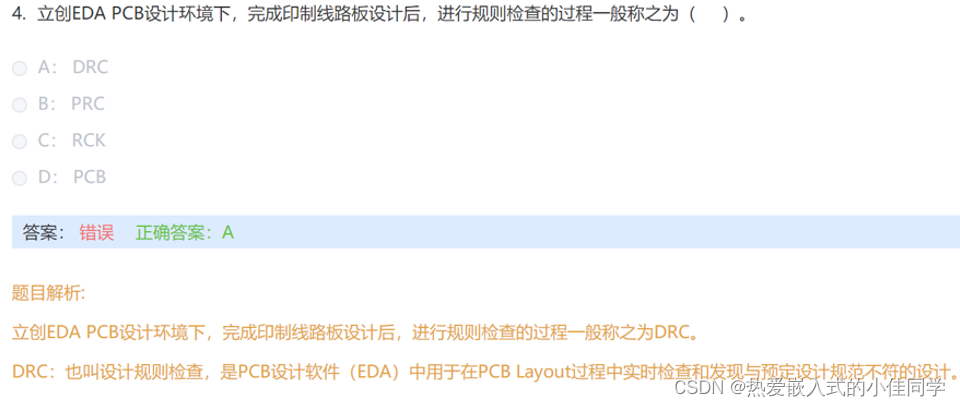 4. 立创EDA PCB设计环境下，完成印制线路板设计后，进行规则检查的过程一般称之为（ ）。
A： DRC
B： PRC
C： RCK
D： PCB
答案： 错误 正确答案：A
题目解析:
立创EDA PCB设计环境下，完成印制线路板设计后，进行规则检查的过程一般称之为DRC。
DRC：也叫设计规则检查，是PCB设计软件（EDA）中用于在PCB Layout过程中实时检查和发现与预定设计规范不符的设计。
CSDN @热爱嵌入式的小佳同学